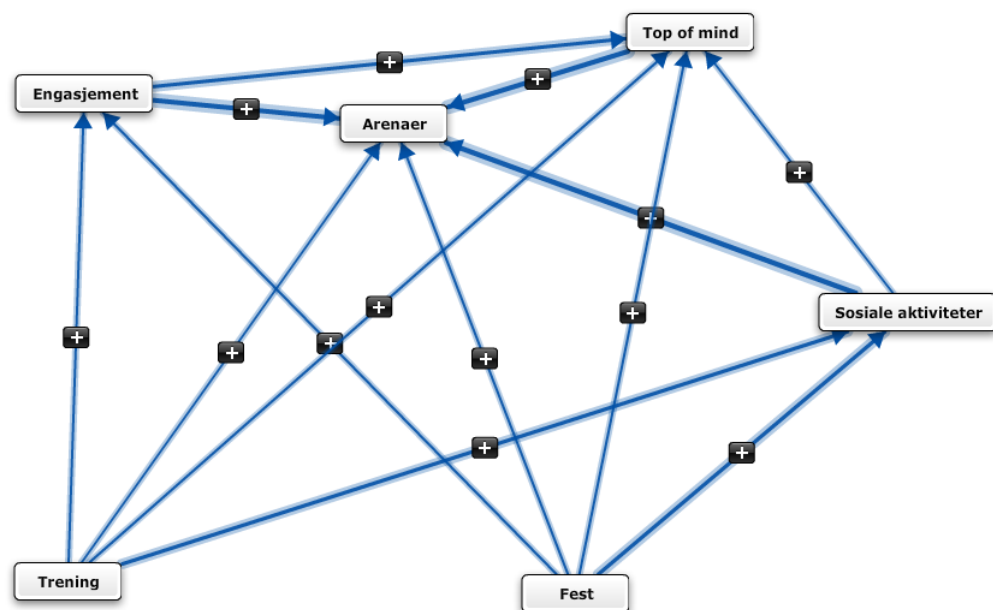 Top of mind
Engasjement
Arenaer
Sosiale aktiviteter
Trening
Fest